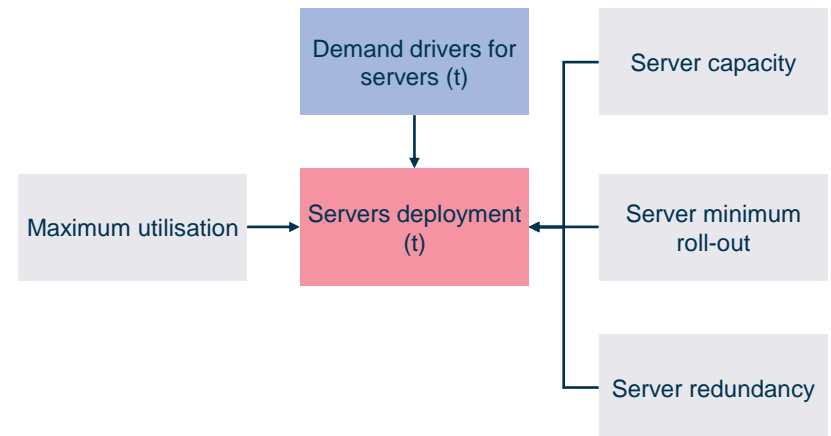 Demand drivers for
servers (t)
Server capacity
Maximum utilisation
Servers deployment
(t)
Server minimum
roll-out
Server redundancy